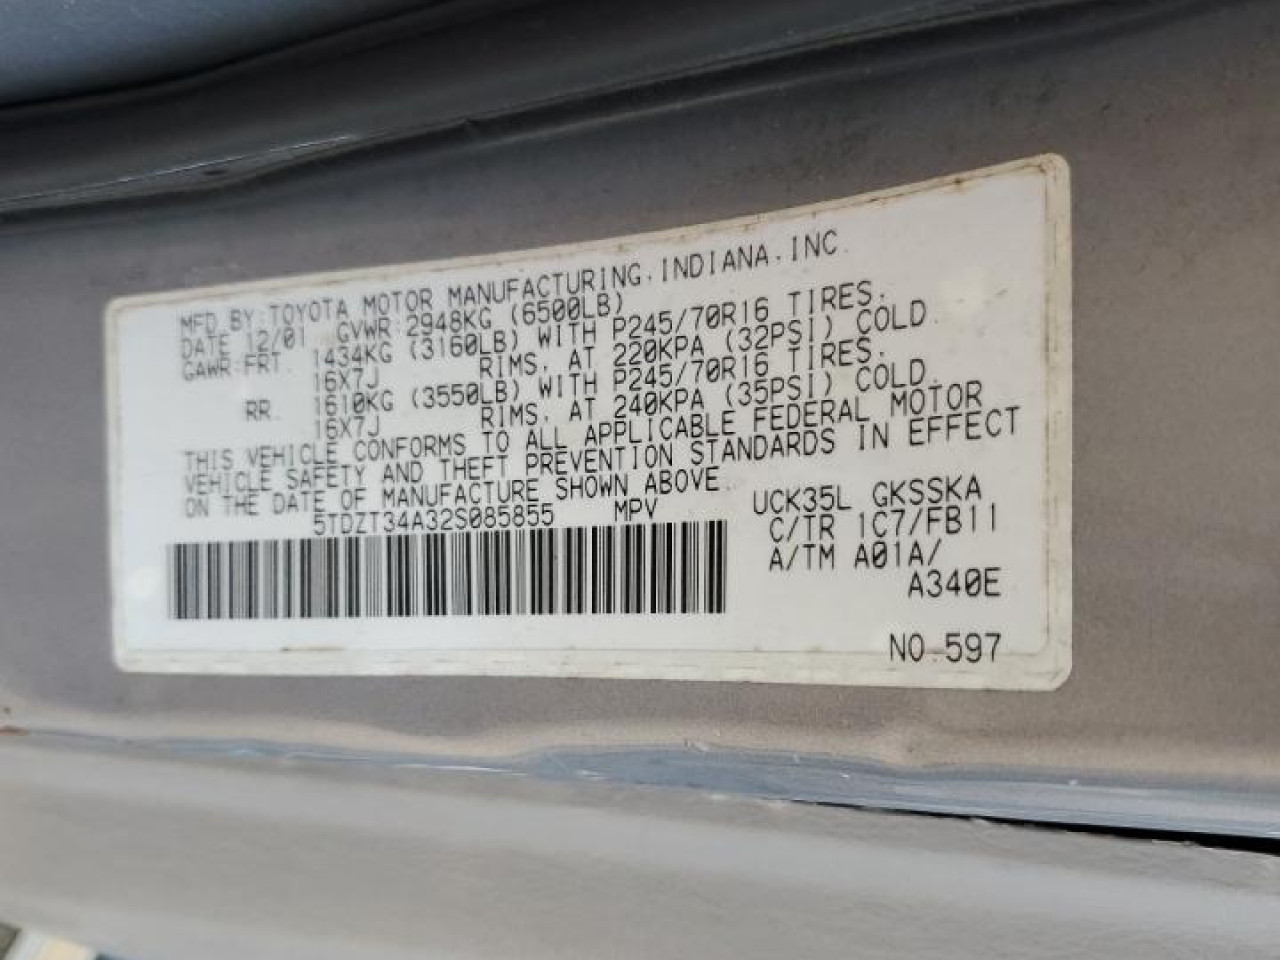 MFD.BY:TOYOTA MOTOR MANUFACTURING.INDIANA.INC.
DATE 12/01 GVWR:2948KG (6500LB)
GAWR:FRT. 1434KG (3160LB) WITH P245/70R16 TIRES.
16X7J RIMS, AT 220KPA (32PSI) COLD.
RR. 1610KG (3550LB) WITH P245/70R16 TIRES.
16X7J RIMS, AT 240KPA (35PSI) COLD.
THIS VEHICLE CONFORMS TO ALL APPLICABLE FEDERAL MOTOR
VEHICLE SAFETY AND THEFT PREVENTION STANDARDS IN EFFECT
ON THE DATE OF MANUFACTURE SHOWN ABOVE.
5TDZT34A32S085855 MPV
UCK35L GKSSKA
C/TR 1C7/FB11
A/TM A01A/
A340E
NO.597